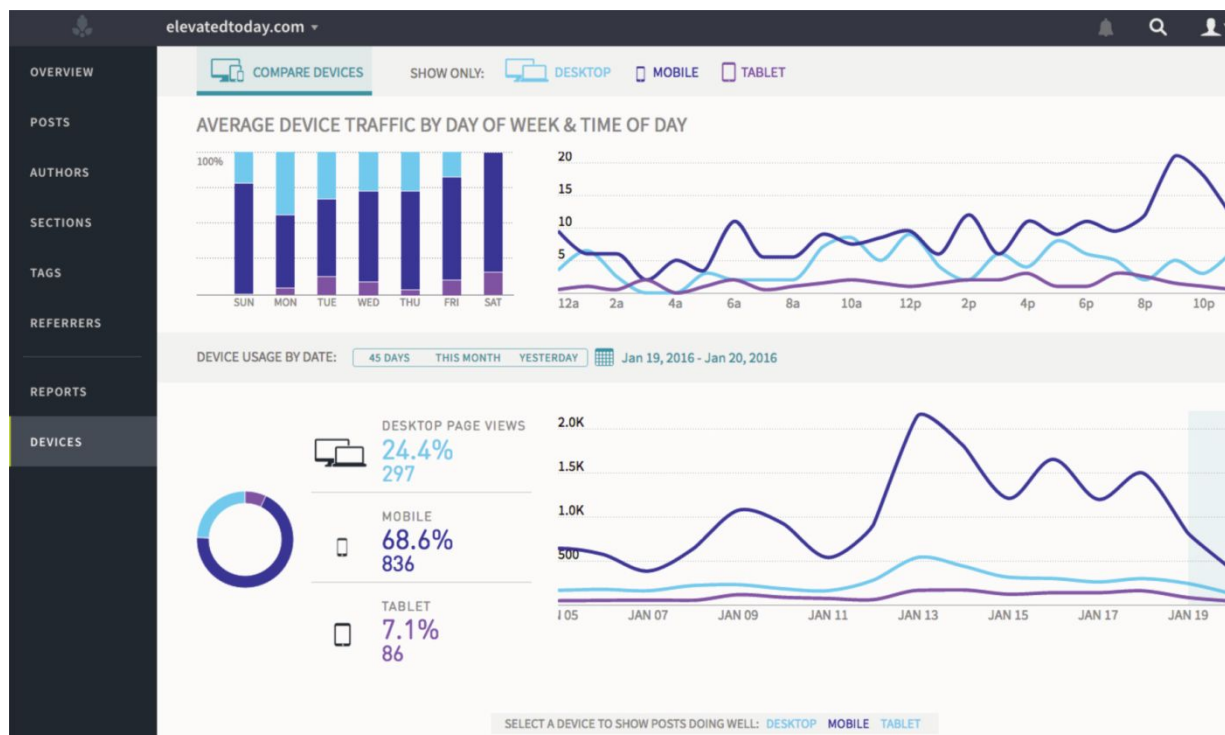 elevatedtoday.com
OVERVIEW
POSTS
AUTHORS
SECTIONS
TAGS
REFERRERS
REPORTS
DEVICES
COMPARE DEVICES SHOW ONLY: DESKTOP MOBILE TABLET
AVERAGE DEVICE TRAFFIC BY DAY OF WEEK & TIME OF DAY
100%
SUN MON TUE WED THU FRI SAT
20
15
10
5
12a 2a 4a 6a 8a 10a 12p 2p 4p 6p 8p 10p
DEVICE USAGE BY DATE: 45 DAYS THIS MONTH YESTERDAY Jan 19, 2016 - Jan 20, 2016
DESKTOP PAGE VIEWS
24.4%
297
MOBILE
68.6%
836
TABLET
7.1%
86
2.0K
1.5K
1.0K
500
05 JAN 07 JAN 09 JAN 11 JAN 13 JAN 15 JAN 17 JAN 19
SELECT A DEVICE TO SHOW POSTS DOING WELL: DESKTOP MOBILE TABLET